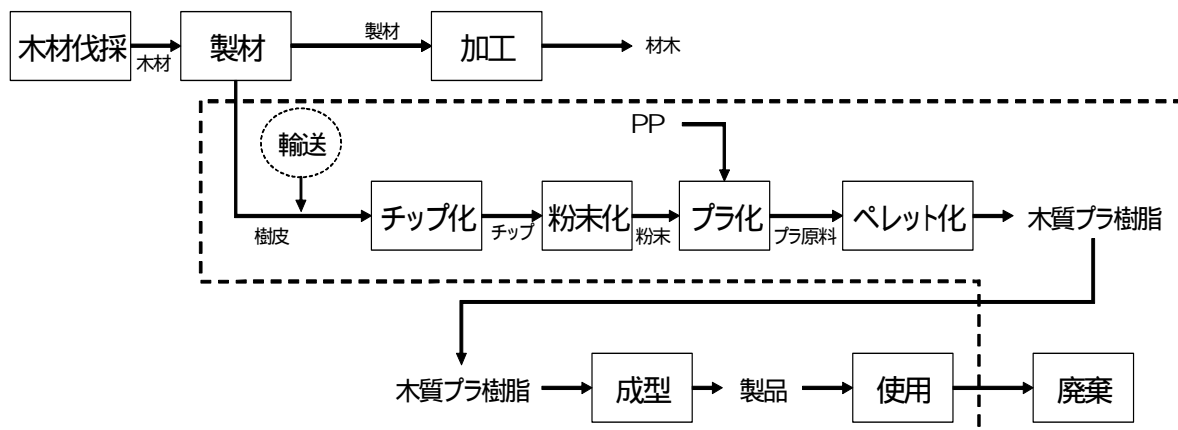 木材伐採
木材
製材
製材
加工
材木
輸送
PP
樹皮
チップ化
チップ
粉末化
粉末
プラ化
プラ原料
ペレット化
木質プラ樹脂
木質プラ樹脂
成型
製品
使用
廃棄